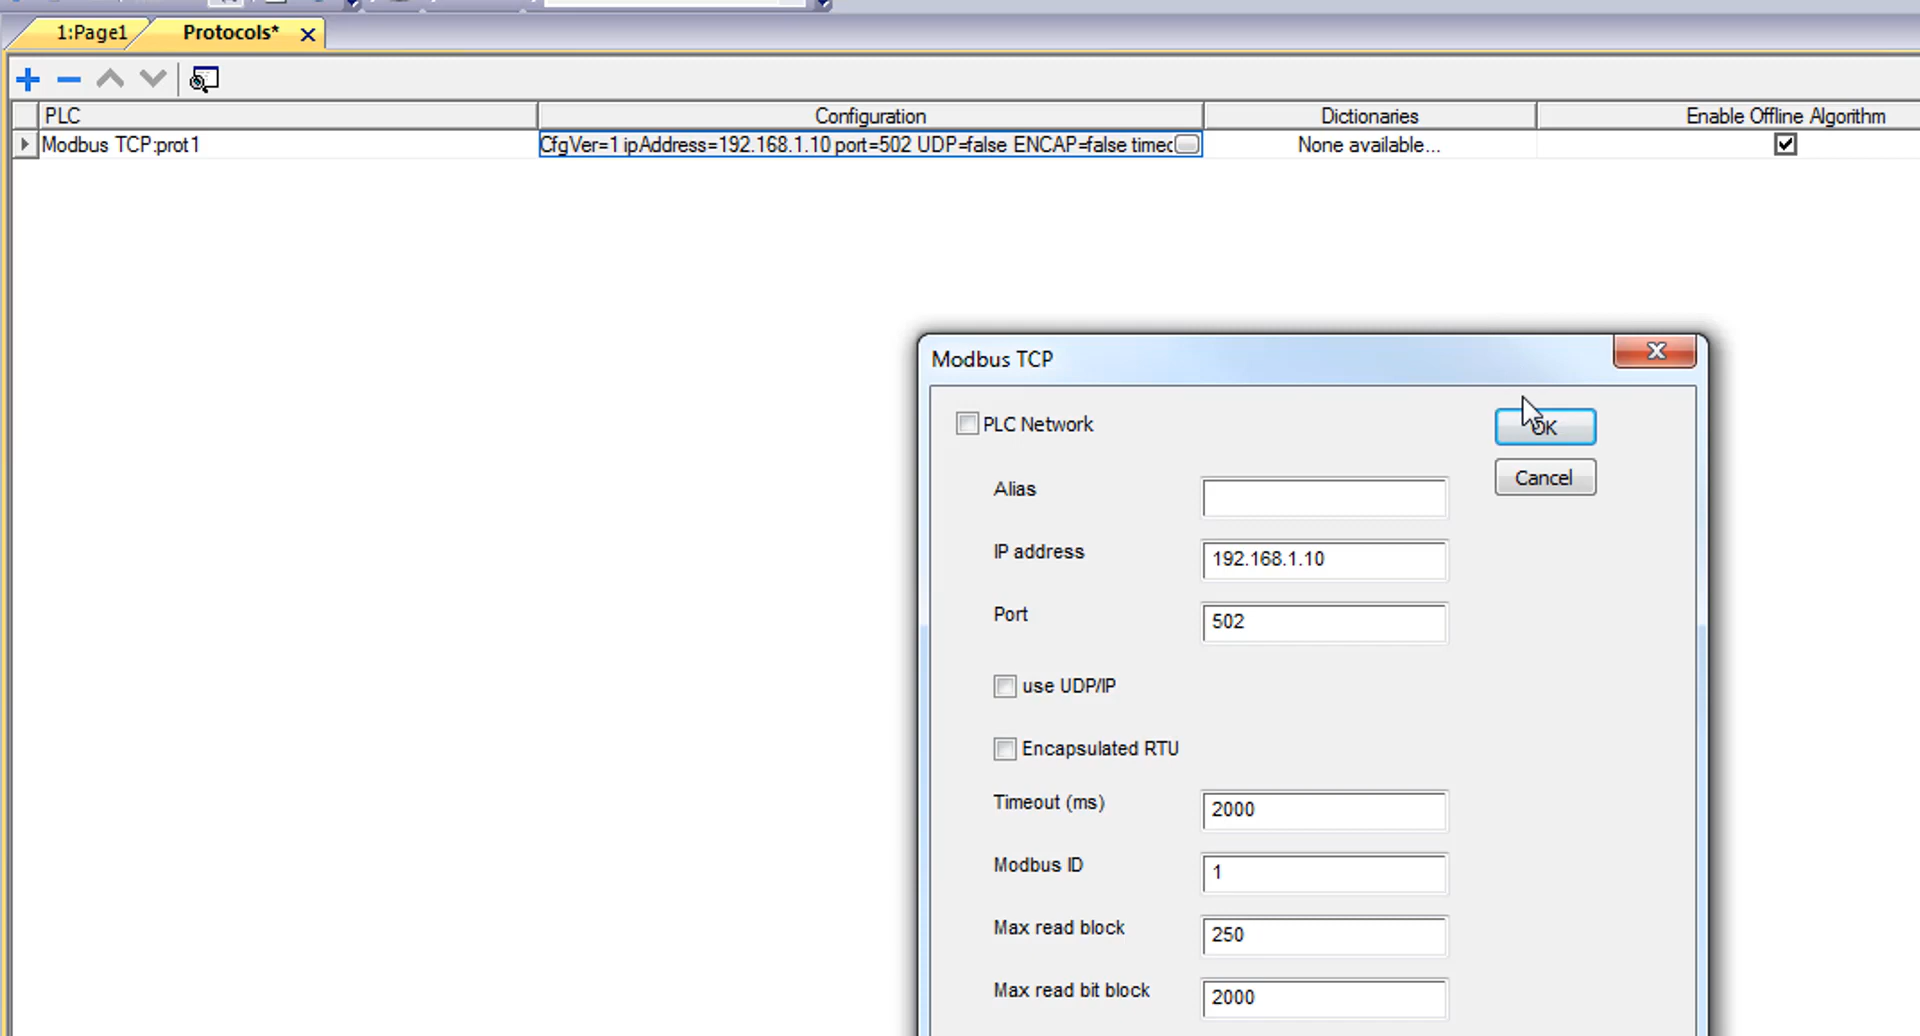 1:Page1 Protocols*
PLC Configuration Dictionaries Enable Offline Algorithm
Modbus TCP:prot1 CfgVer=1 ipAddress=192.168.1.10 port=502 UDP=false ENCAP=false None available...
Modbus TCP
PLC Network
OK
Cancel
Alias
IP address 192.168.1.10
Port 502
use UDP/IP
Encapsulated RTU
Timeout (ms) 2000
Modbus ID 1
Max read block 250
Max read bit block 2000